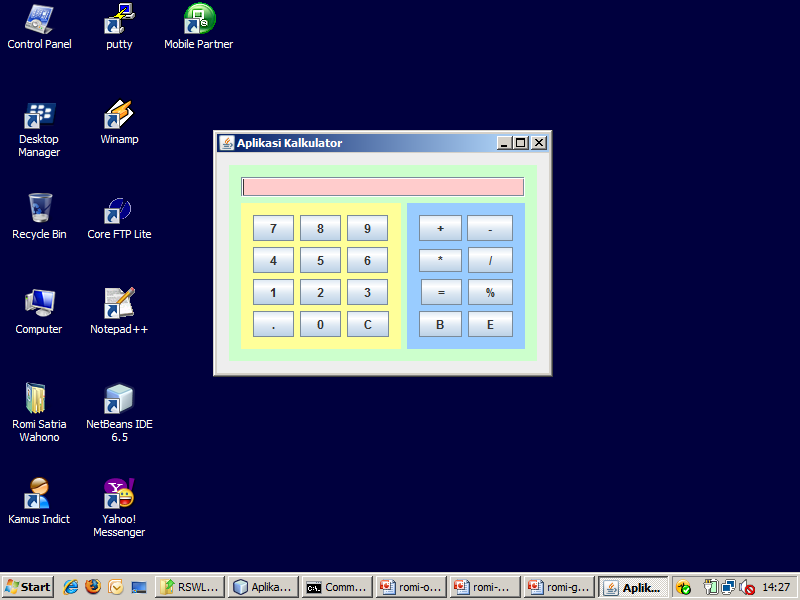 Control Panel
putty
Mobile Partner
Desktop
Manager
Winamp
Recycle Bin
Core FTP Lite
Computer
Notepad++
Romi Satria
Wahono
NetBeans IDE
6.5
Kamus Indict
Yahoo!
Messenger
Aplikasi Kalkulator
7 8 9 + -
4 5 6 * /
1 2 3 = %
. 0 C B E
Start RSWL... Aplika... Comm... romi-o... romi-... romi-g... Aplik... 14:27